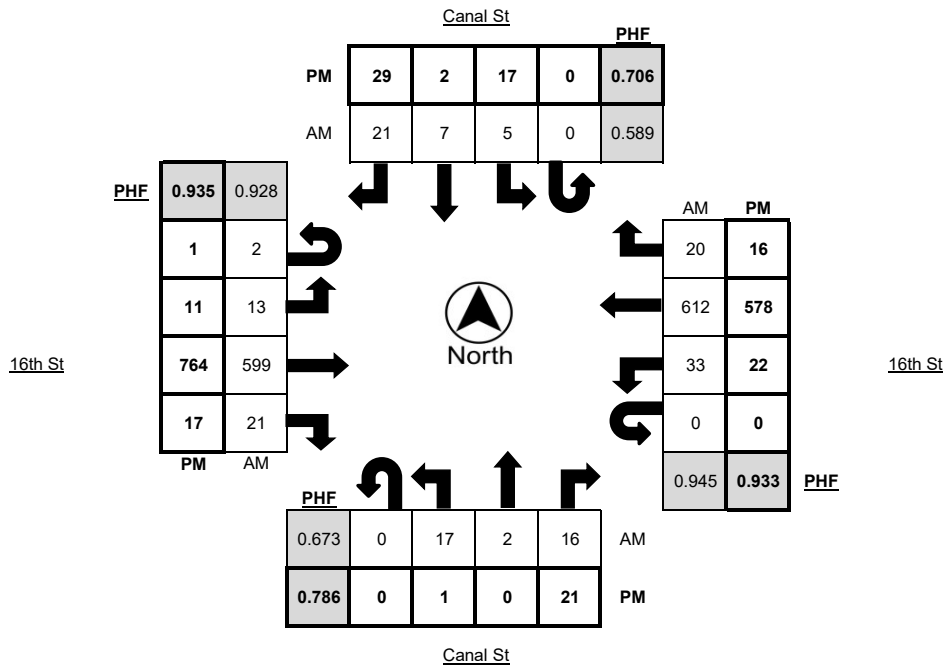 Canal St
PHF
PM 29 2 17 0 0.706
AM 21 7 5 0 0.589
PHF 0.935 0.928
AM PM
1 2
20 16
11 13
612 578
North
16th St
764 599
33 22
16th St
17 21
0 0
PM AM
0.945 0.933 PHF
PHF
0.673 0 17 2 16 AM
0.786 0 1 0 21 PM
Canal St